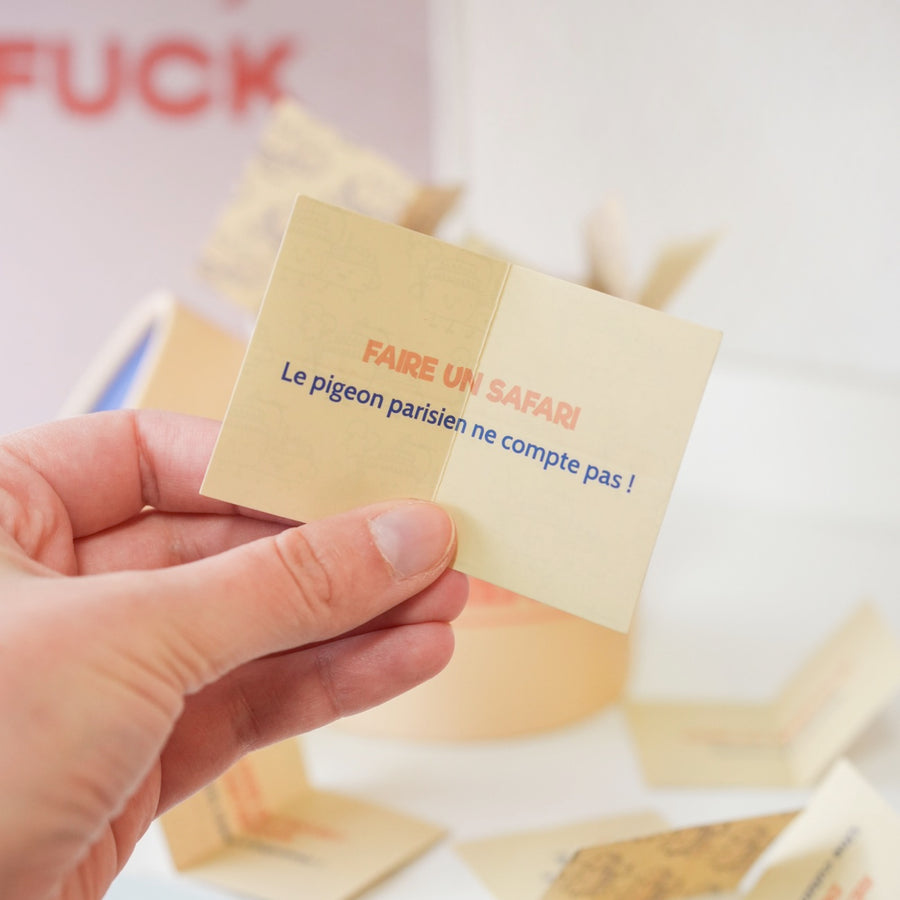 FUCK
FAIRE UN SAFARI
Le pigeon parisien ne compte pas !